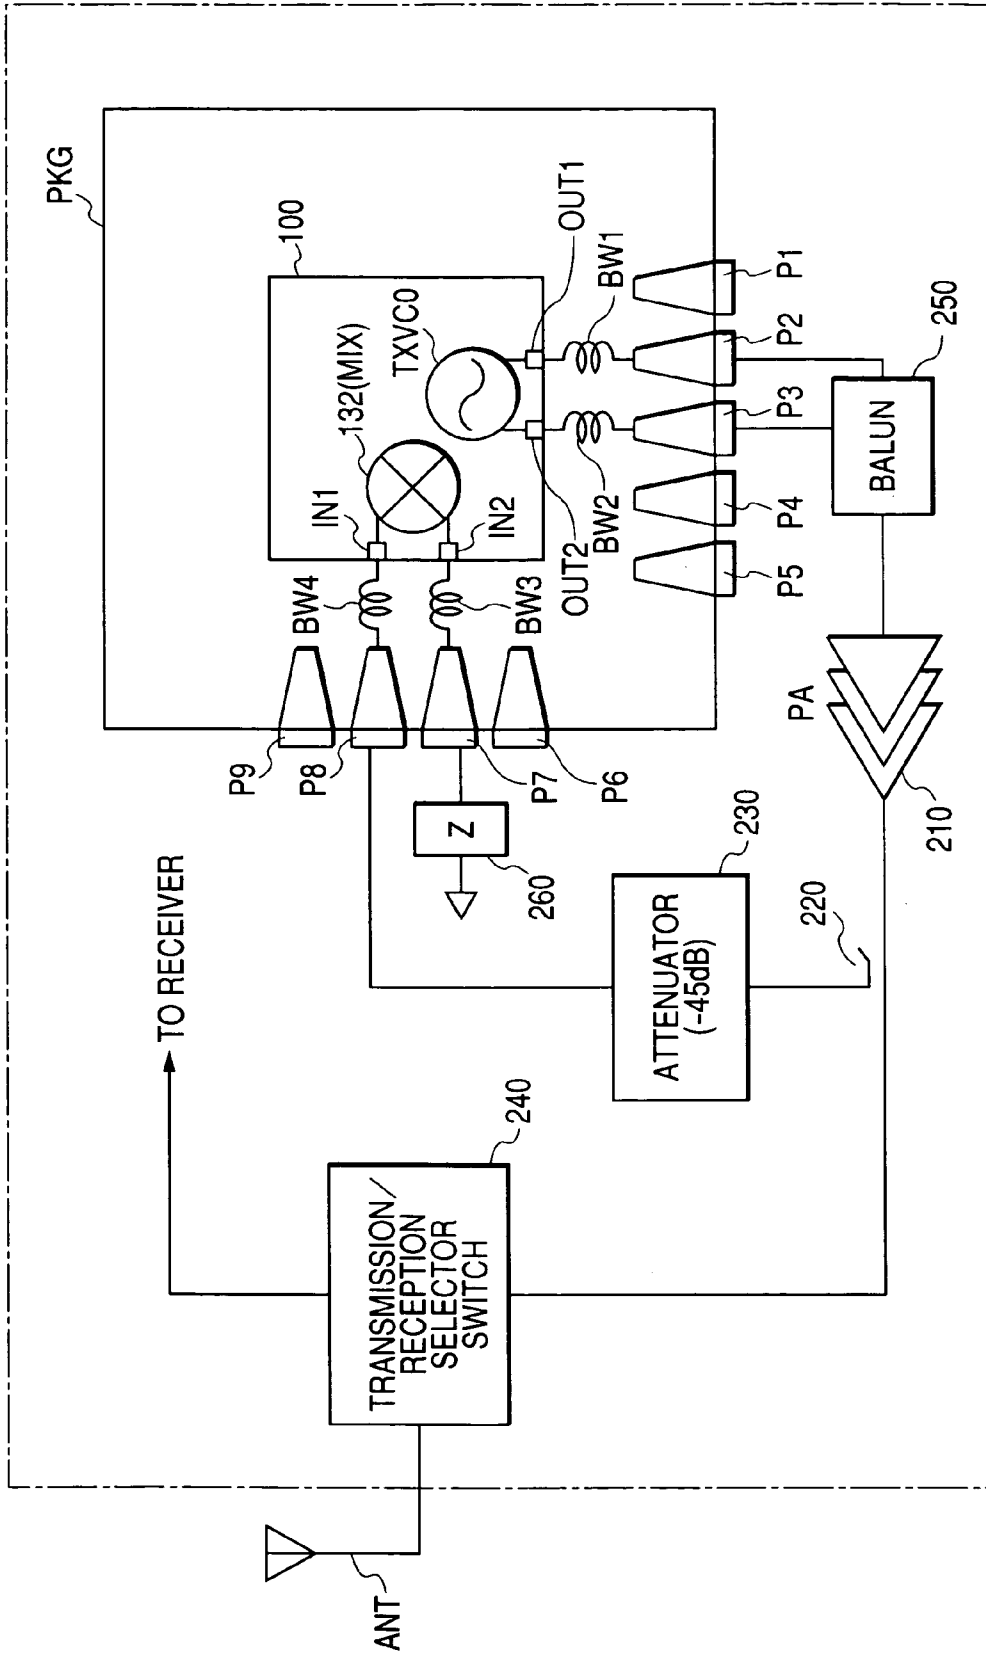 PKG
100
132(MIX)
TXVCO
IN1
IN2
OUT1
OUT2
BW1
BW2
BW3
BW4
P1
P2
P3
P4
P5
P6
P7
P8
P9
Z
260
BALUN
250
PA
210
ATTENUATOR
(-45dB)
230
220
TO RECEIVER
TRANSMISSION/
RECEPTION
SELECTOR
SWITCH
240
ANT